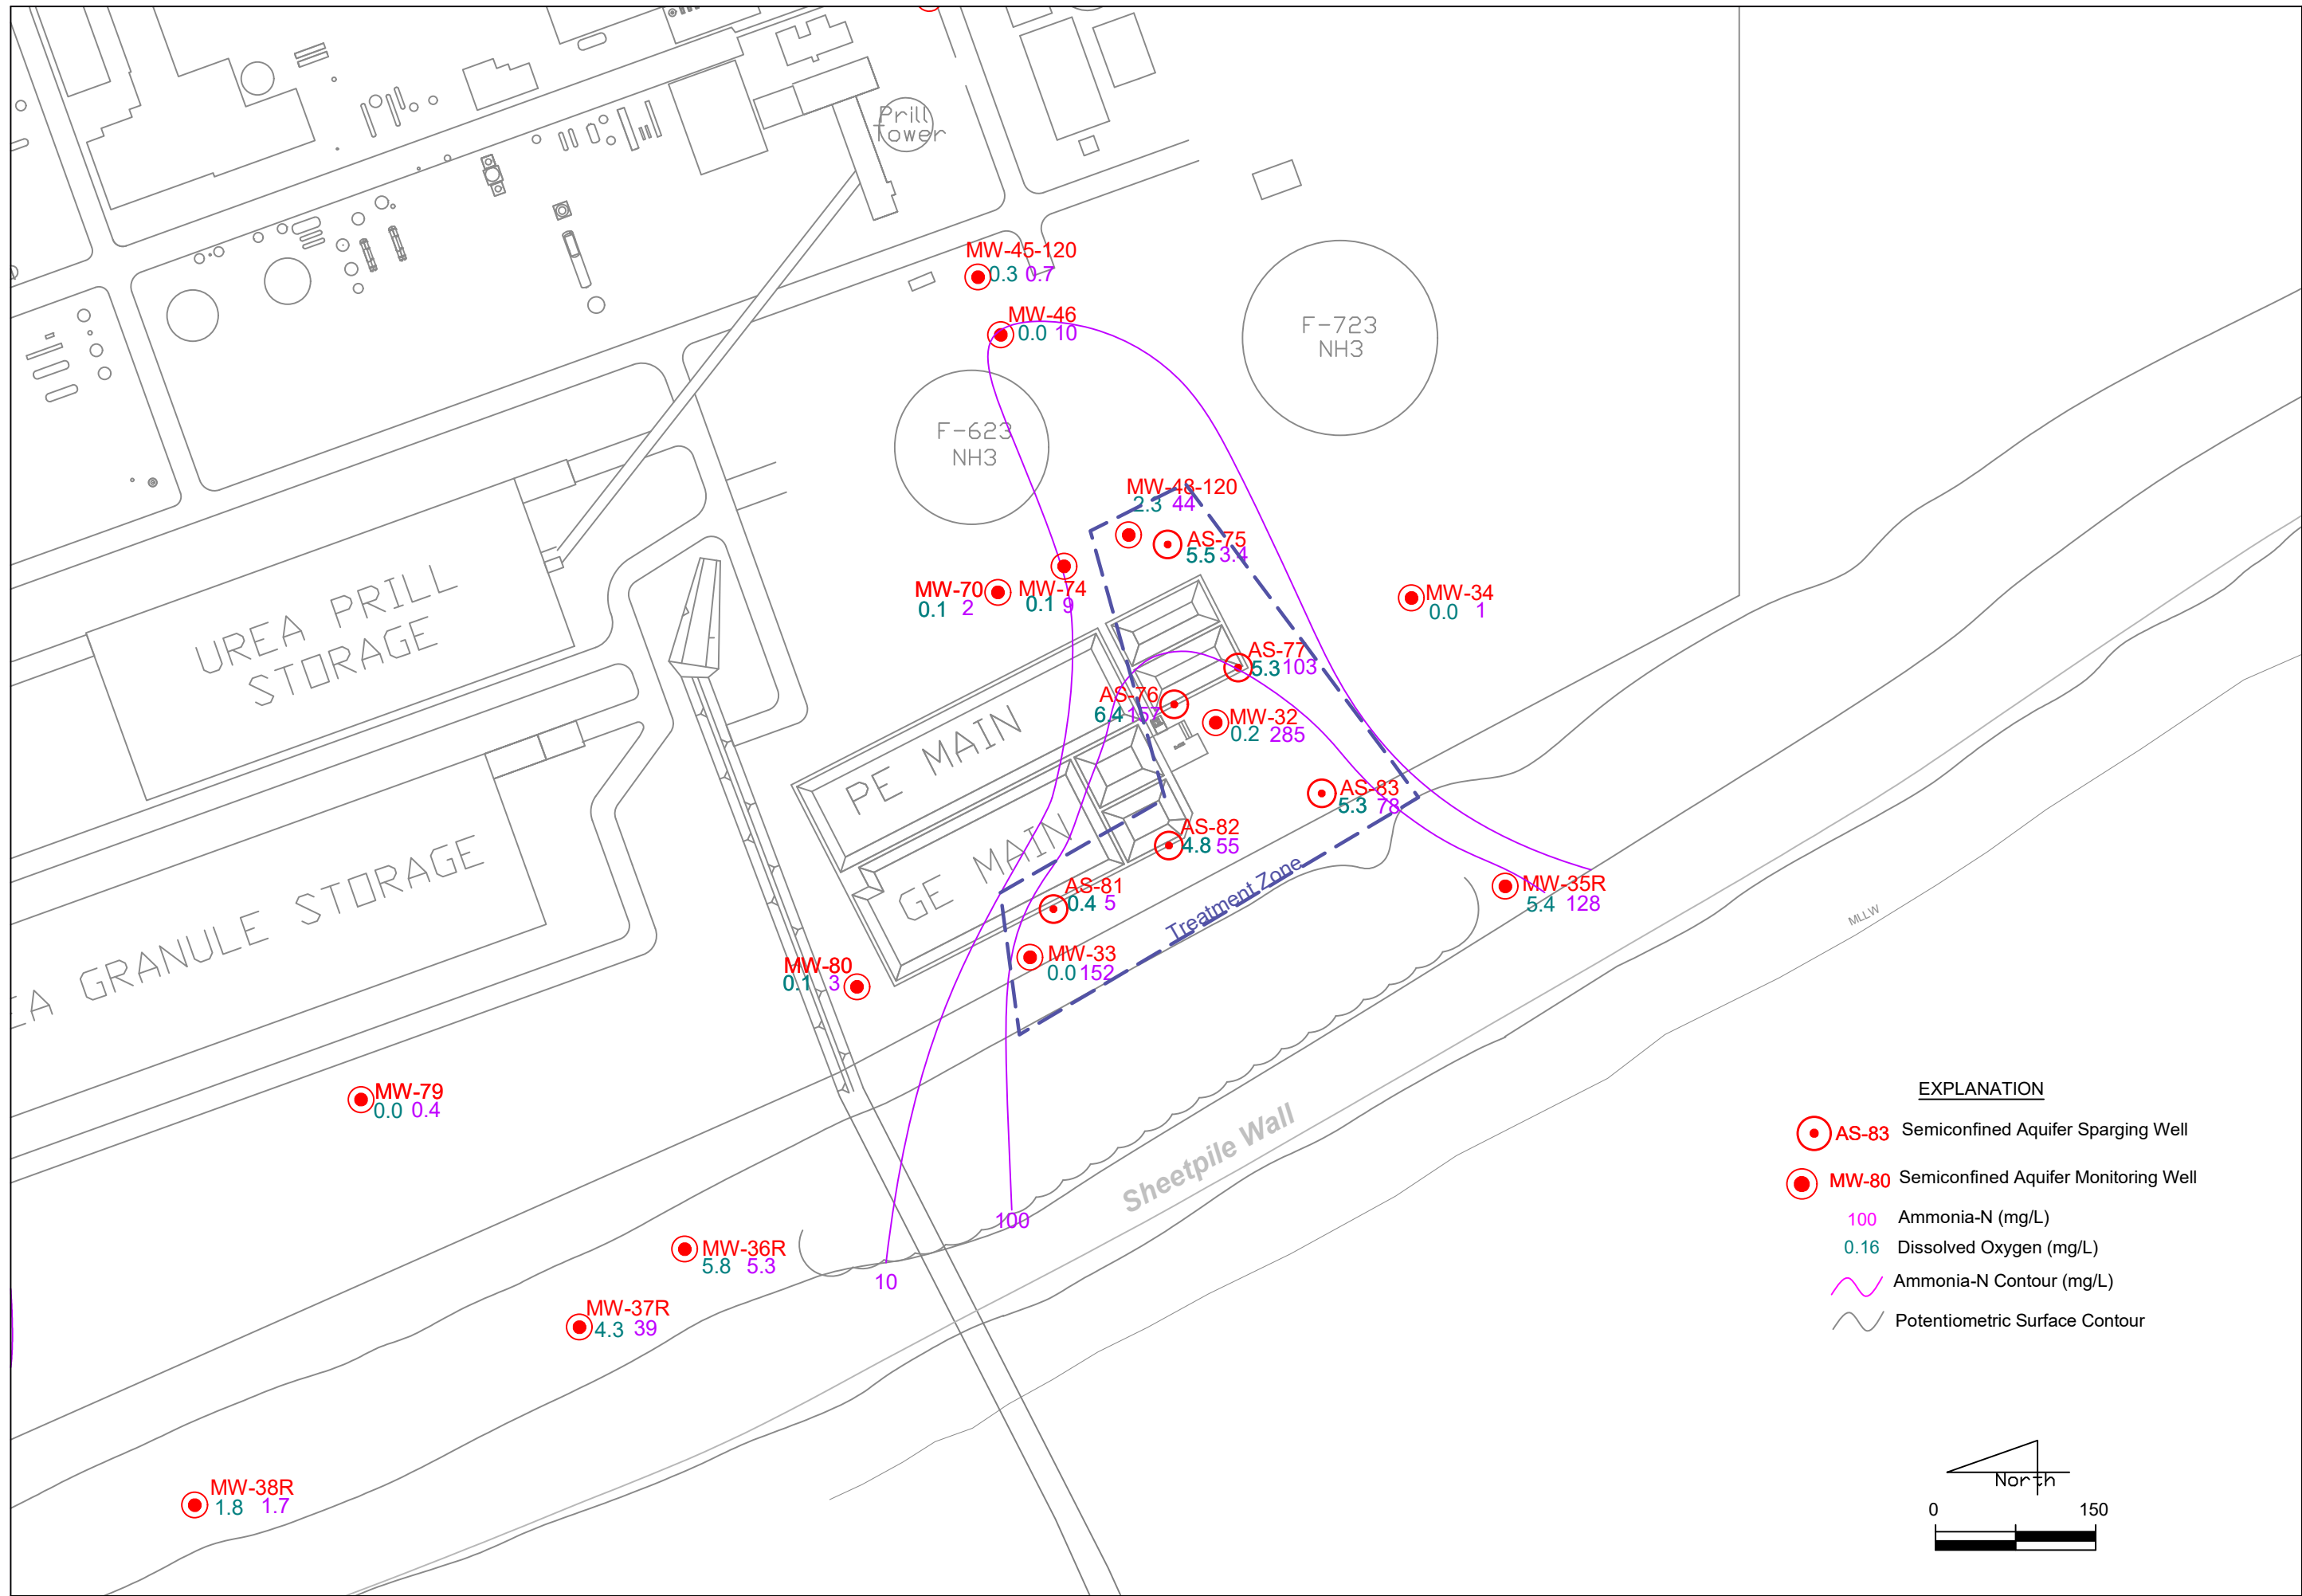 Prill
Tower
MW-45-120
0.3 0.7
MW-46
0.0 10
F-723
NH3
F-623
NH3
MW-48-120
2.3 44
AS-75
5.5 3.4
MW-70
0.1 2
MW-74
0.1 9
MW-34
0.0 1
UREA PRILL
STORAGE
AS-77
5.3 103
AS-76
6.4 157
MW-32
0.2 285
PE MAIN
AS-83
5.3 78
AS-82
4.8 55
GE MAIN
AS-81
0.4 5
Treatment Zone
MW-35R
5.4 128
EA GRANULE STORAGE
MW-33
0.0 152
MW-80
0.1 3
MLLW
MW-79
0.0 0.4
Sheetpile Wall
100
10
MW-36R
5.8 5.3
MW-37R
4.3 39
MW-38R
1.8 1.7
EXPLANATION
AS-83 Semiconfined Aquifer Sparging Well
MW-80 Semiconfined Aquifer Monitoring Well
100 Ammonia-N (mg/L)
0.16 Dissolved Oxygen (mg/L)
Ammonia-N Contour (mg/L)
Potentiometric Surface Contour
North
0 150